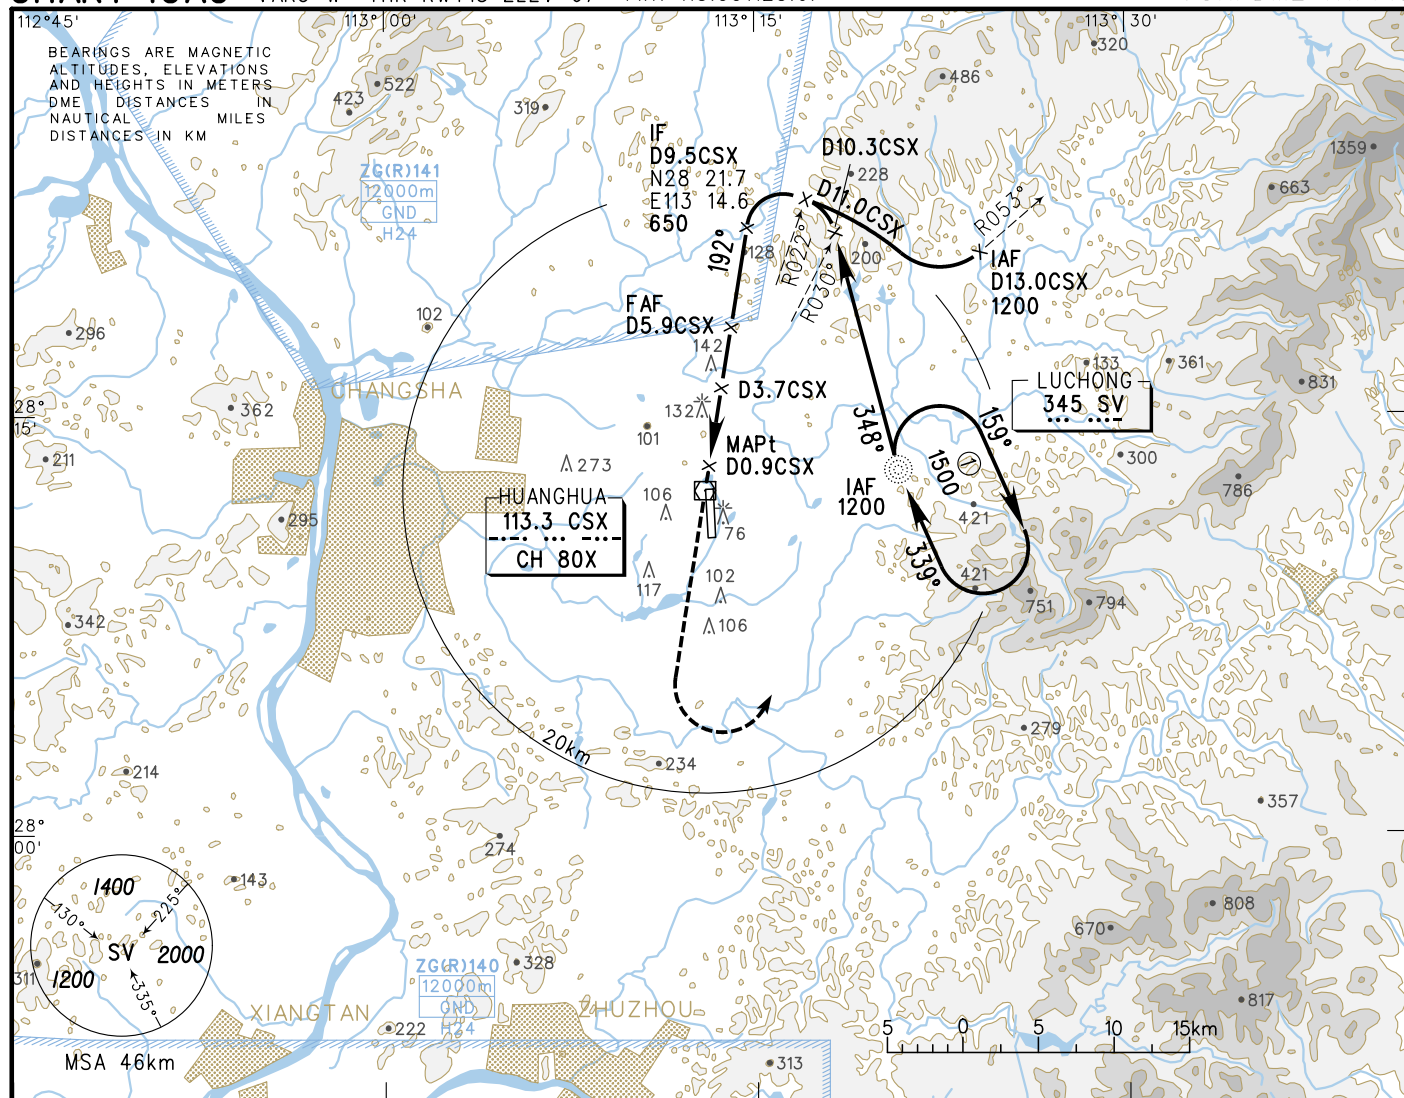 112°45'
113°00'
113°15'
113°30'
BEARINGS ARE MAGNETIC
ALTITUDES, ELEVATIONS
AND HEIGHTS IN METERS
DME DISTANCES IN
NAUTICAL MILES
DISTANCES IN KM
320
522
423
319
486
1359
663
ZG(R)141
12000m
GND
H24
IF
D9.5CSX
N28 21.7
E113 14.6
650
D10.3CSX
228
D11.0CSX
R053°
192°
128
R022°
R030°
200
IAF
D13.0CSX
1200
FAF
D5.9CSX
102
296
142
133
361
831
CHANGSHA
D3.7CSX
LUCHONG
345 SV
28°
15'
362
132
101
348°
159°
MAPt
D0.9CSX
211
273
300
786
IAF
1200
1500
1
421
HUANGHUA
113.3 CSX
CH 80X
106
76
295
339°
117
102
421
751
794
342
106
279
20km
234
214
357
28°
00'
274
143
808
670
1400
130°
225°
SV
2000
1200
335°
311
MSA 46km
ZG(R)140
12000m
GND
H24
328
817
XIANGTAN
ZHUZHOU
222
313
5 0 5 10 15km